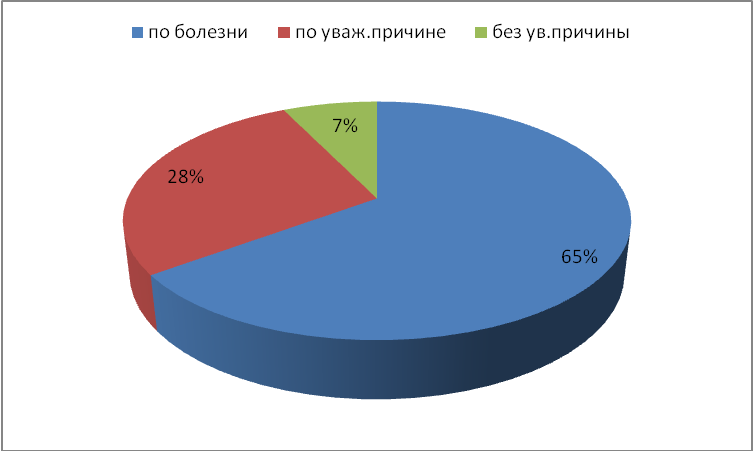 по болезни по уваж.причине без ув.причины
7%
28%
65%